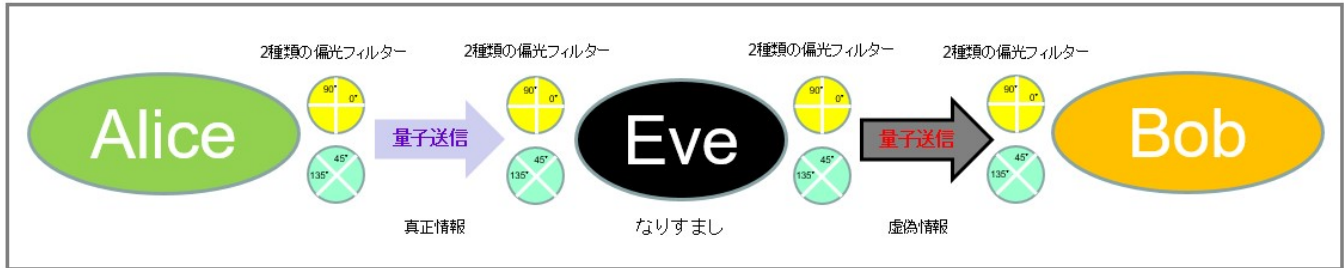 2種類の偏光フィルター
2種類の偏光フィルター
2種類の偏光フィルター
2種類の偏光フィルター
Alice
90° 0°
45°
135°
量子送信
90° 0°
45°
135°
Eve
90° 0°
45°
135°
量子送信
90° 0°
45°
135°
Bob
真正情報
なりすまし
虚偽情報